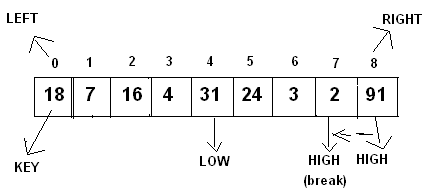 LEFT RIGHT
0 1 2 3 4 5 6 7 8
18 7 16 4 31 24 3 2 91
KEY LOW HIGH HIGH
(break)